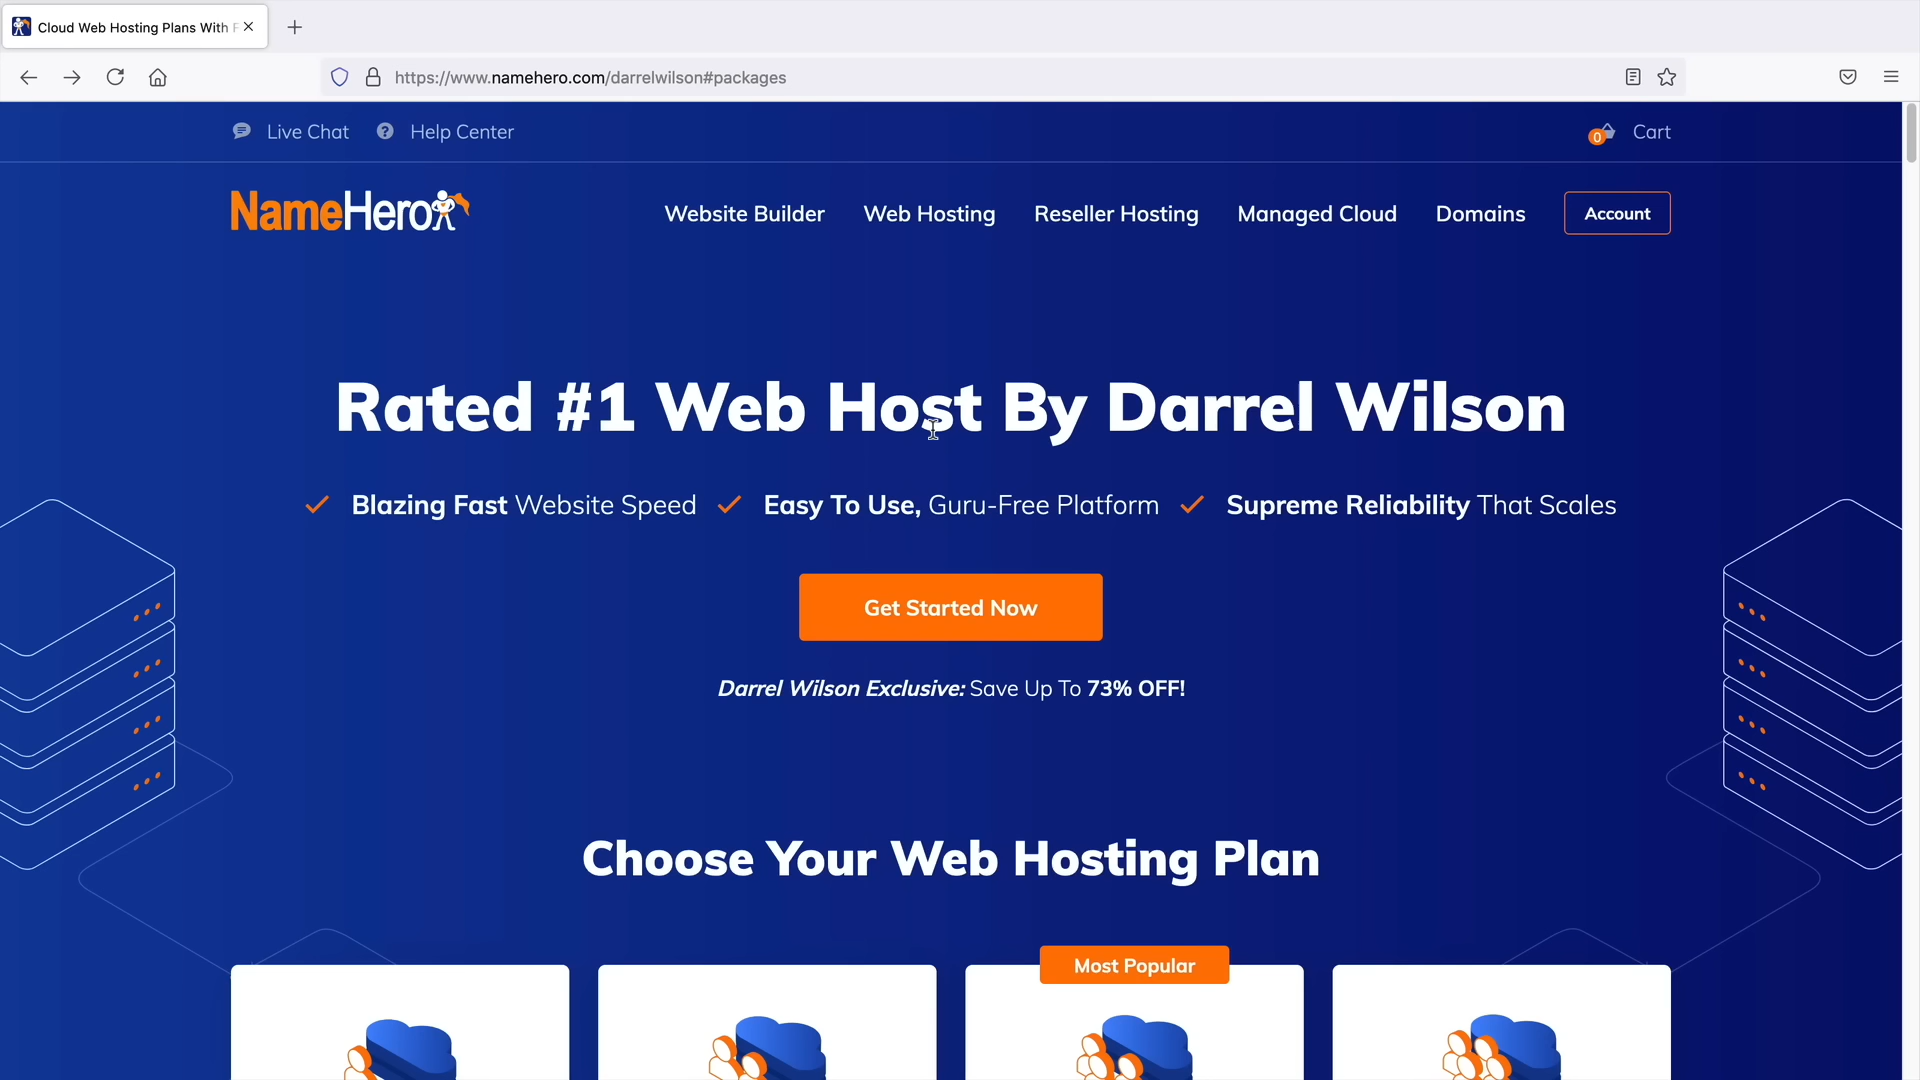 Cloud Web Hosting Plans With F
https://www.namehero.com/darrelwilson#packages
Live Chat
Help Center
0
Cart
NameHero
Website Builder
Web Hosting
Reseller Hosting
Managed Cloud
Domains
Account
Rated #1 Web Host By Darrel Wilson
Blazing Fast Website Speed
Easy To Use, Guru-Free Platform
Supreme Reliability That Scales
Get Started Now
Darrel Wilson Exclusive: Save Up To 73% OFF!
Choose Your Web Hosting Plan
Most Popular